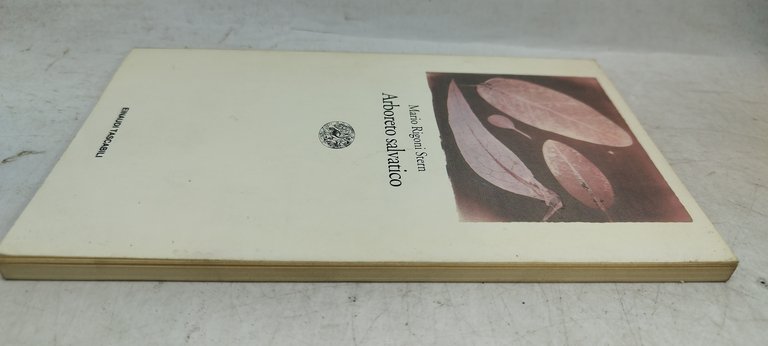 Mario Rigoni Stern
Arboreto salvatico
EINAUDI TASCABILI